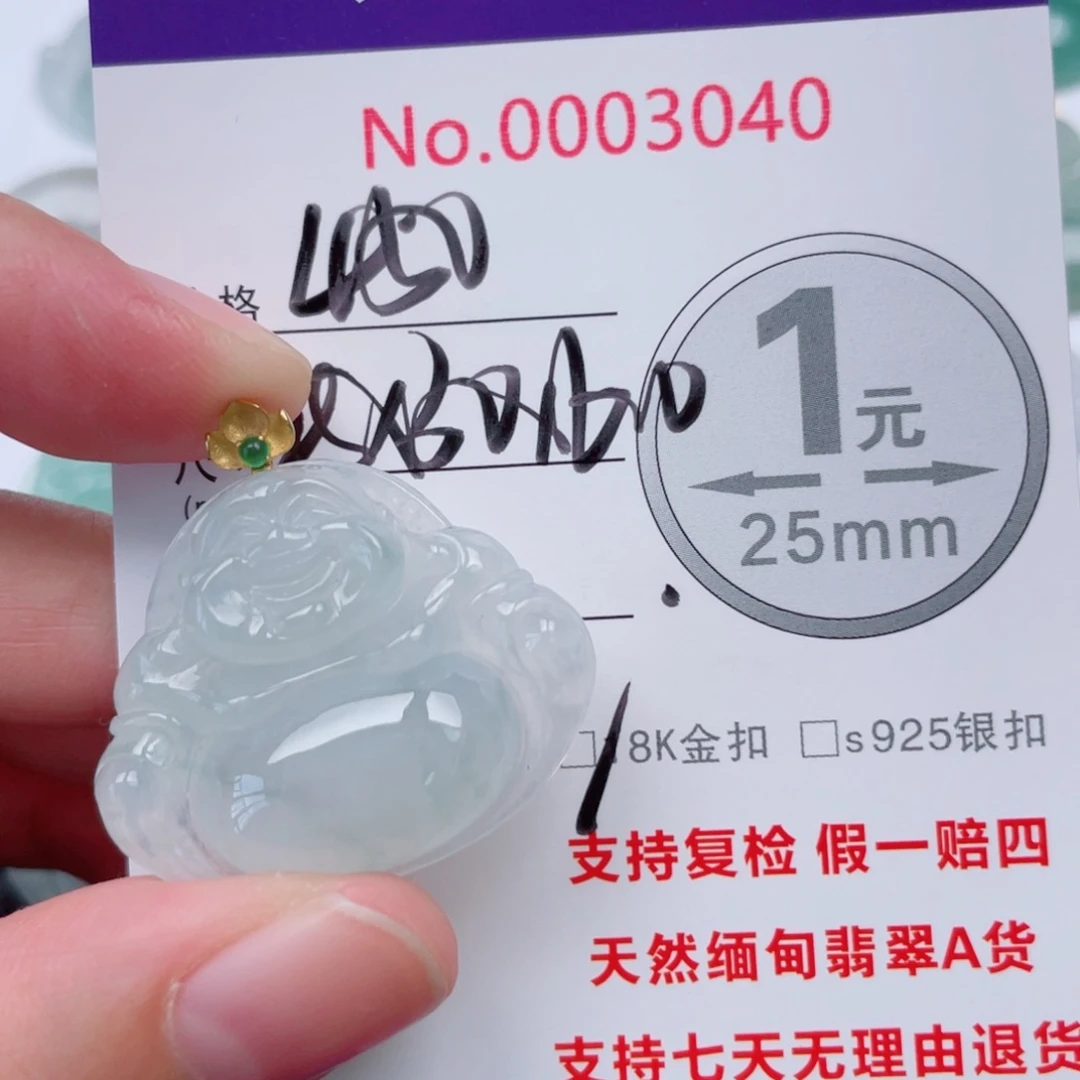 No.0003040
格
1元
25mm
18K金扣 □s925银扣
支持复检 假一赔四
天然缅甸翡翠A货
支持七天无理由退货